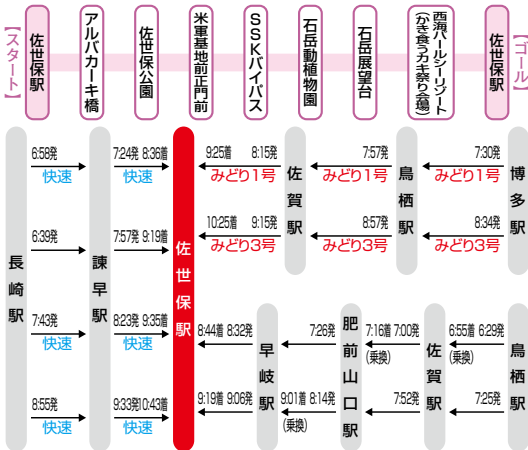 【スタート】
佐世保駅
アルバカーキ橋
佐世保公園
米軍基地前正門前
SSKバイパス
石岳動植物園
石岳展望台
西海パールシーリゾート
(かき食うカキ祭り会場)
佐世保駅
【ゴール】
長崎駅
諫早駅
佐世保駅
佐賀駅
鳥栖駅
博多駅
早岐駅
肥前山口駅
佐賀駅
鳥栖駅
6:58発 7:24発 8:36着 9:25着 8:15発 7:57発 7:30発
快速 快速 みどり1号 みどり1号 みどり1号
6:39発 7:57発 9:19着 10:25着 9:15発 8:57発 8:34発
みどり3号 みどり3号 みどり3号
7:43発 8:23発 9:35着 8:44着 8:32発 7:26発 7:16着 7:00発 6:55着 6:29発
快速 快速 (乗換) (乗換)
8:55発 9:33発10:43着 9:19着 9:06発 9:01着 8:14発 7:52発 7:25発
快速 快速 (乗換)